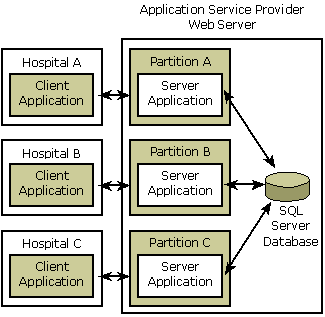 Application Service Provider
Web Server
Hospital A
Client
Application
Partition A
Server
Application
Hospital B
Client
Application
Partition B
Server
Application
Hospital C
Client
Application
Partition C
Server
Application
SQL
Server
Database